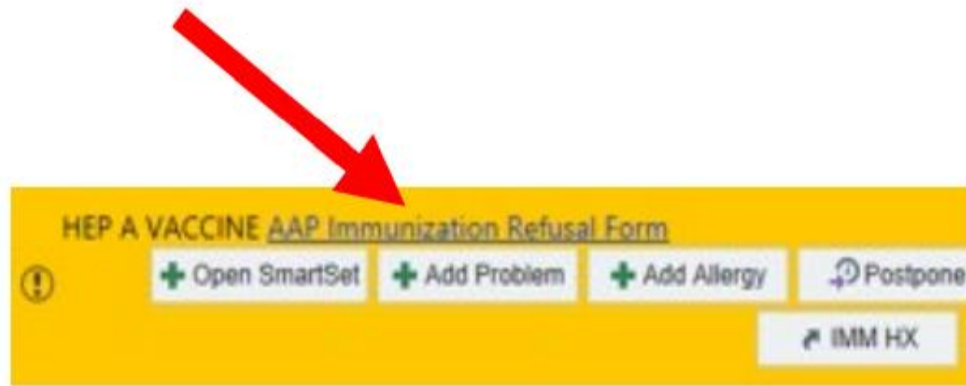 HEP A VACCINE AAP Immunization Refusal Form
Open SmartSet Add Problem Add Allergy Postpone
IMM HX